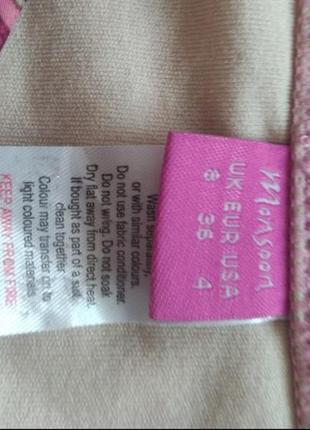 Monsoon
UK EUR USA
8 36 4
Wash separately
or with similar colours.
Do not use fabric conditioner.
Do not wring. Do not soak
Dry flat away from direct heat.
If bought as part of a suit,
clean together
Colour may transfer on to
light coloured materials
KEEP AWAY FROM FIRE